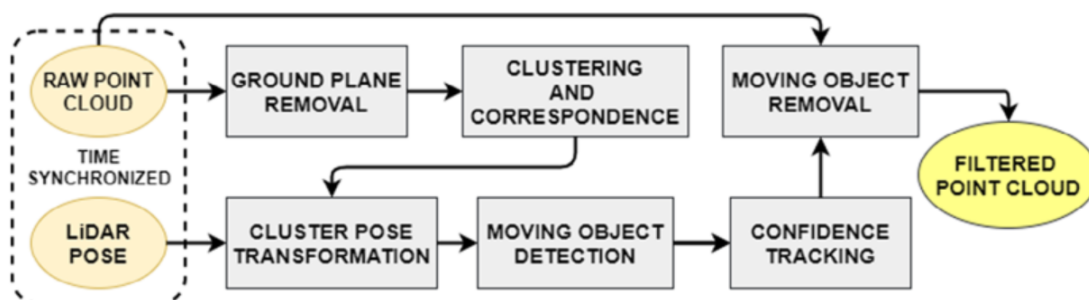 RAW POINT
CLOUD
GROUND PLANE
REMOVAL
CLUSTERING
AND
CORRESPONDENCE
MOVING OBJECT
REMOVAL
TIME
SYNCHRONIZED
FILTERED
POINT CLOUD
LiDAR
POSE
CLUSTER POSE
TRANSFORMATION
MOVING OBJECT
DETECTION
CONFIDENCE
TRACKING